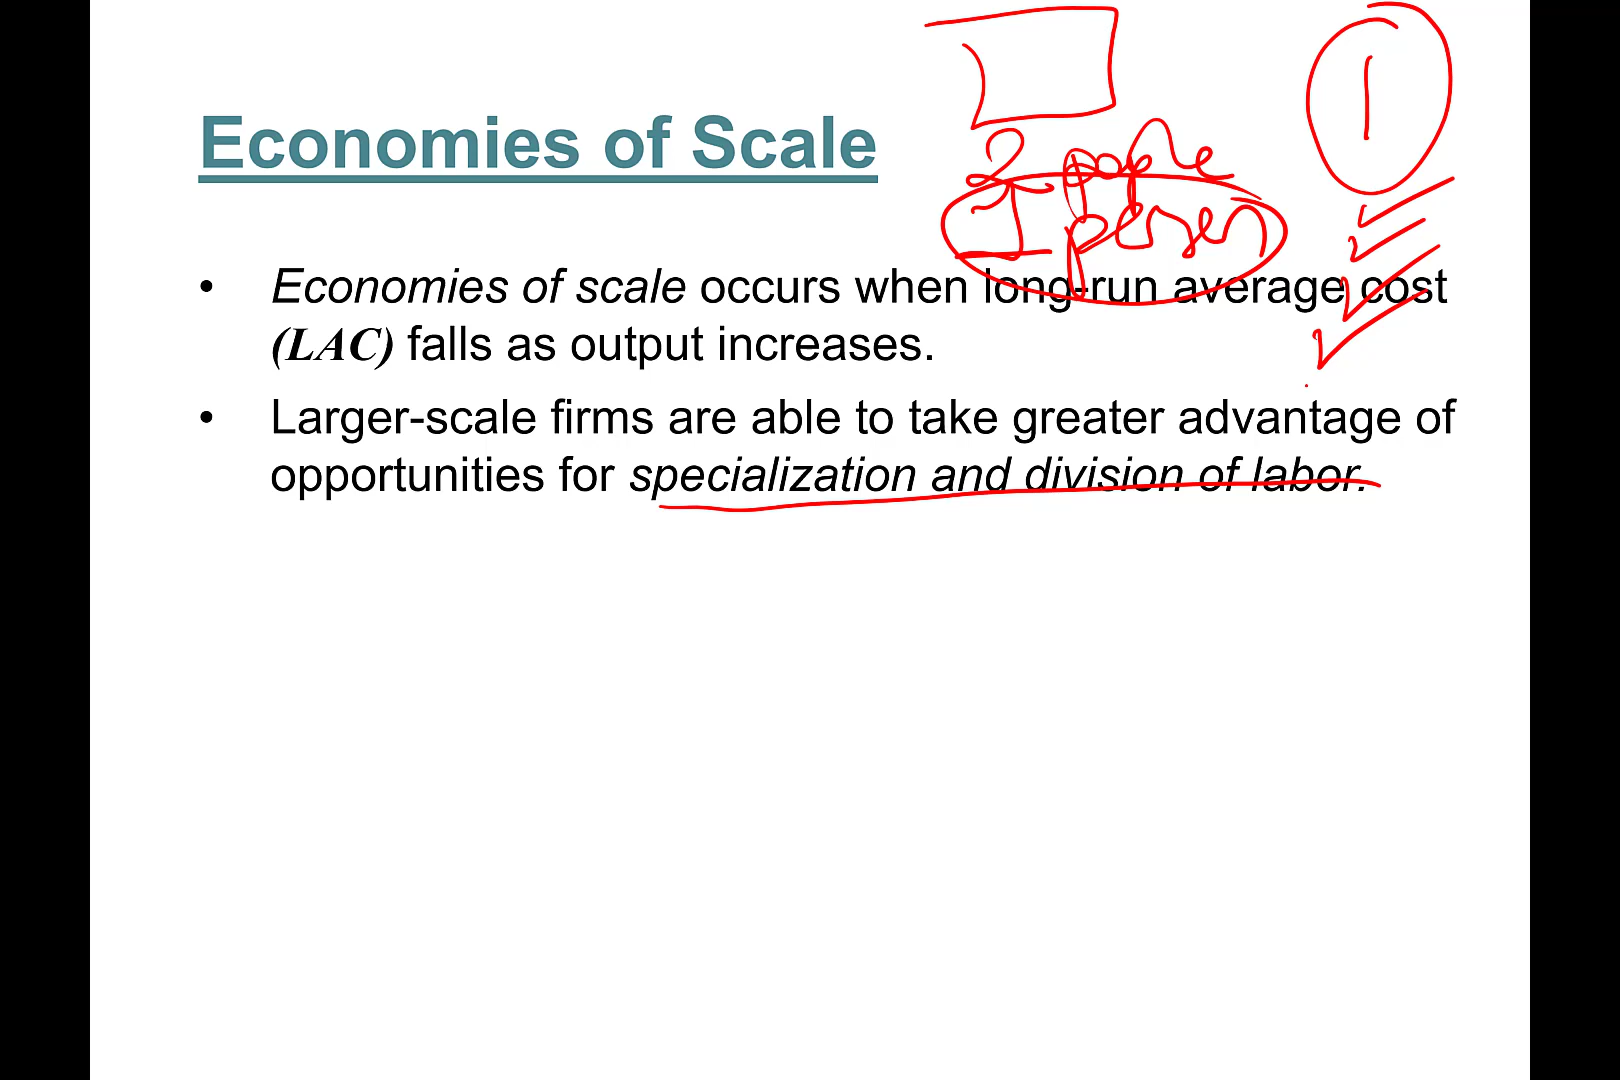 2 people
1 person
1
Economies of Scale
• Economies of scale occurs when long-run average cost
(LAC) falls as output increases.
• Larger-scale firms are able to take greater advantage of
opportunities for specialization and division of labor.